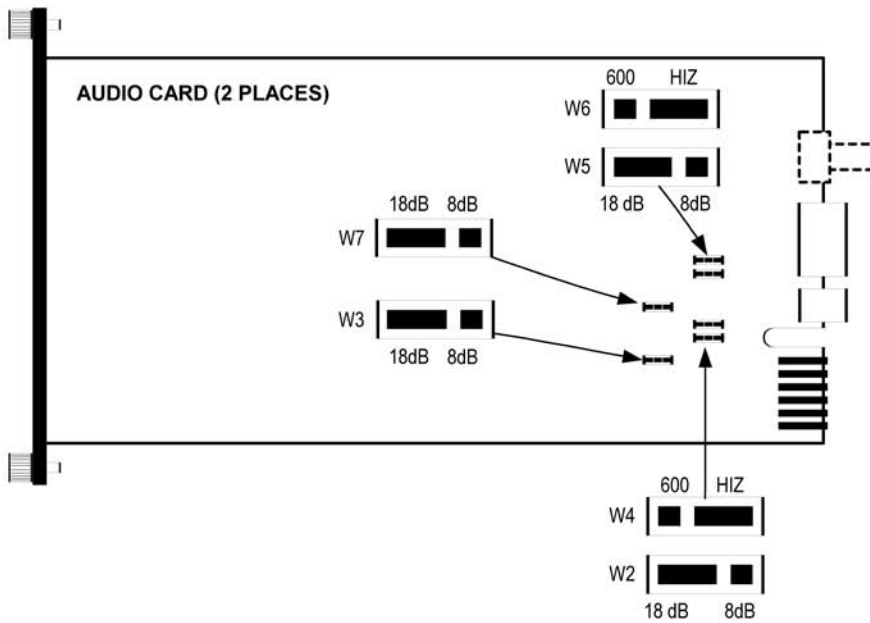 AUDIO CARD (2 PLACES)
600 HIZ
W6
W5
18 dB 8dB
18dB 8dB
W7
W3
18dB 8dB
600 HIZ
W4
W2
18 dB 8dB